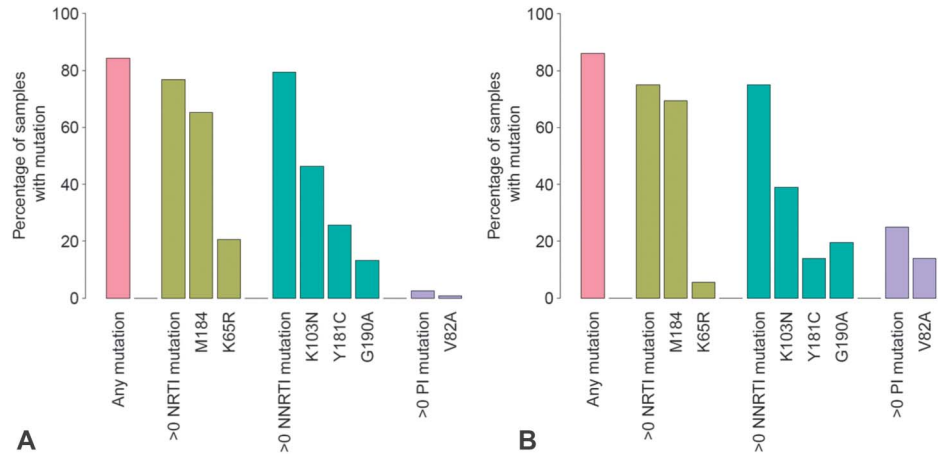 Percentage of samples
with mutation
100
80
60
40
20
0
Any mutation
>0 NRTI mutation
M184
K65R
>0 NNRTI mutation
K103N
Y181C
G190A
>0 PI mutation
V82A
A
Percentage of samples
with mutation
100
80
60
40
20
0
Any mutation
>0 NRTI mutation
M184
K65R
>0 NNRTI mutation
K103N
Y181C
G190A
>0 PI mutation
V82A
B